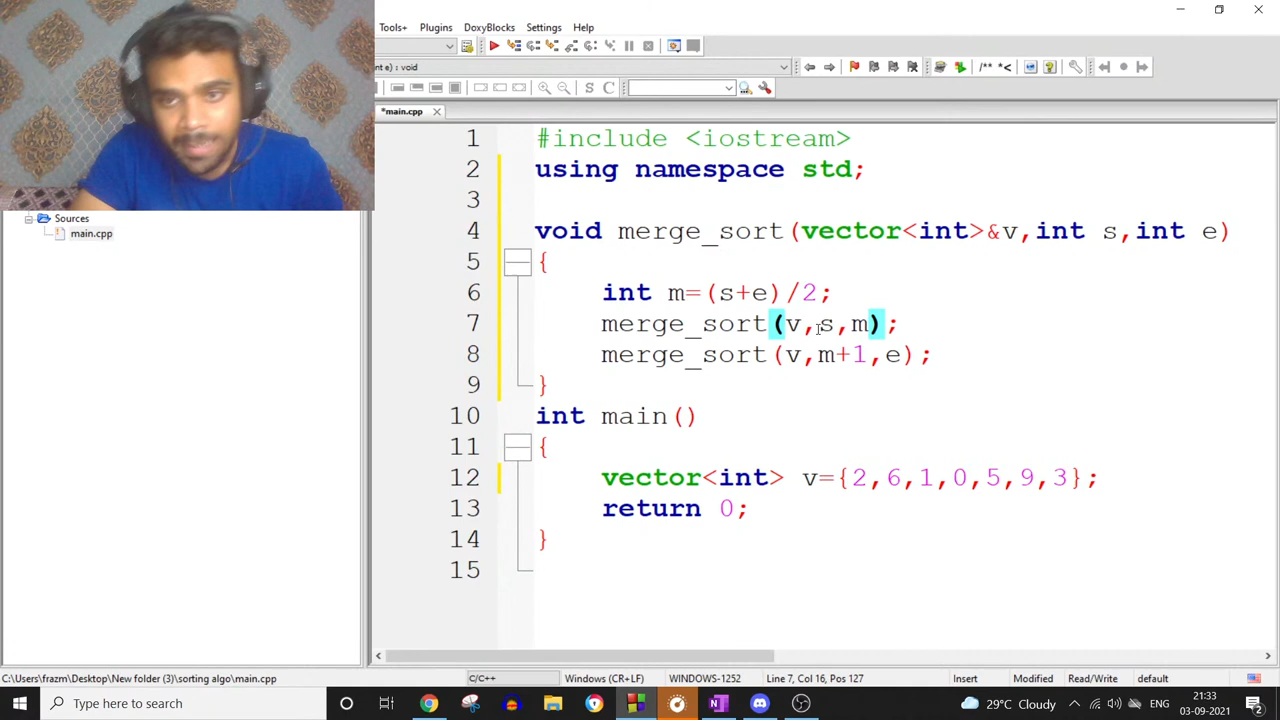 Tools+ Plugins DoxyBlocks Settings Help
nt e) : void
/** *<
S C
*main.cpp
Sources
main.cpp
1 #include <iostream>
2 using namespace std;
3
4 void merge_sort(vector<int>&v,int s,int e)
5 {
6 int m=(s+e)/2;
7 merge_sort(v,s,m);
8 merge_sort(v,m+1,e);
9 }
10 int main()
11 {
12 vector<int> v={2,6,1,0,5,9,3};
13 return 0;
14 }
15
C:\Users\frazm\Desktop\New folder (3)\sorting algo\main.cpp C/C++ Windows (CR+LF) WINDOWS-1252 Line 7, Col 16, Pos 127 Insert Modified Read/Write default
Type here to search 29°C Cloudy ENG 21:33
03-09-2021